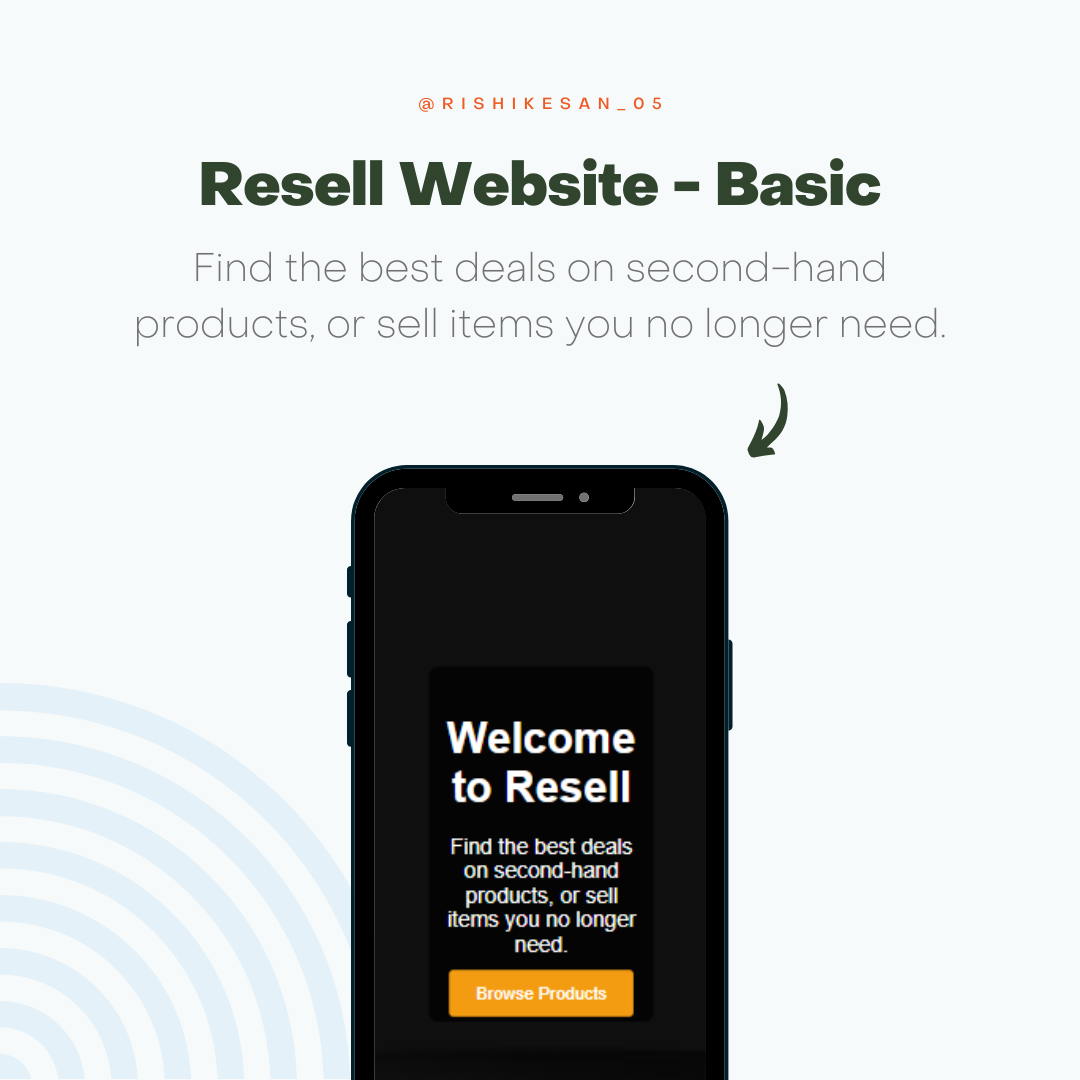 @RISHIKESAN_05
Resell Website - Basic
Find the best deals on second-hand
products, or sell items you no longer need.
Welcome
to Resell
Find the best deals
on second-hand
products, or sell
items you no longer
need.
Browse Products